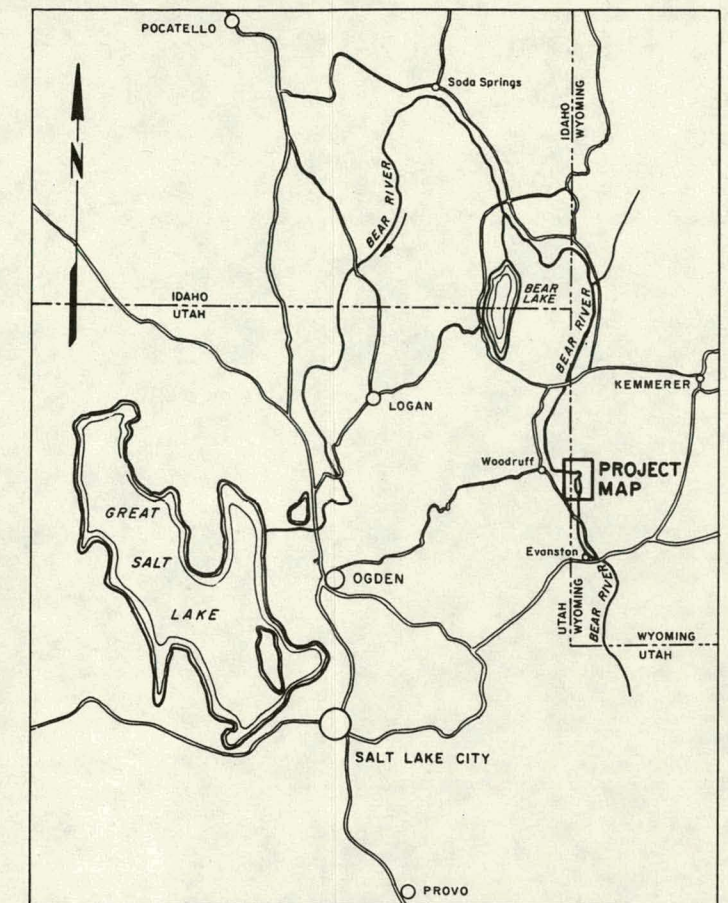 POCATELLO
Soda Springs
IDAHO
WYOMING
N
BEAR RIVER
IDAHO
UTAH
BEAR
LAKE
BEAR RIVER
KEMMERER
LOGAN
Woodruff
PROJECT
MAP
GREAT
SALT
LAKE
Evanston
OGDEN
UTAH
WYOMING
BEAR RIVER
WYOMING
UTAH
SALT LAKE CITY
PROVO